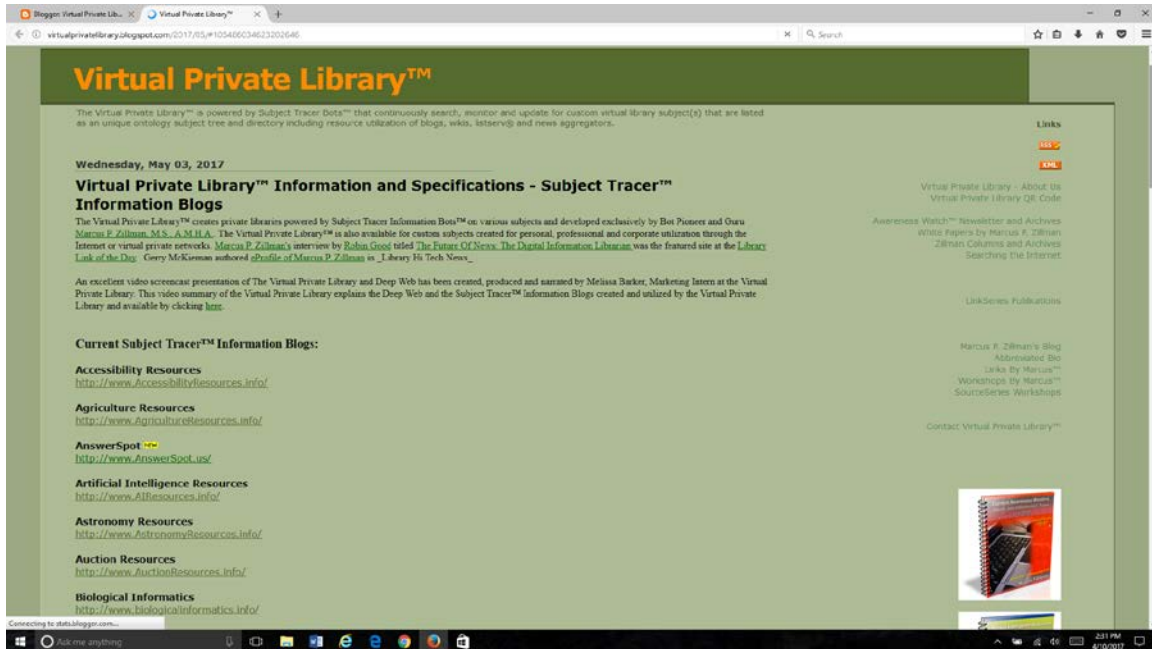 Blogger: Virtual Private Lib...
Virtual Private Library™
virtualprivatelibrary.blogspot.com/2017/05/#105486034623202646
Search
Virtual Private Library™
The Virtual Private Library™ is powered by Subject Tracer Bots™ that continuously search, monitor and update for custom virtual library subject(s) that are listed
as an unique ontology subject tree and directory including resource utilization of blogs, wikis, listserv® and news aggregators.
Wednesday, May 03, 2017
Virtual Private Library™ Information and Specifications - Subject Tracer™
Information Blogs
The Virtual Private Library™ creates private libraries powered by Subject Tracer Information Bots™ on various subjects and developed exclusively by Bot Pioneer and Guru
Marcus P. Zillman, M.S., A.M.H.A. The Virtual Private Library™ is also available for custom subjects created for personal, professional and corporate utilization through the
Internet or virtual private networks. Marcus P. Zillman's interview by Robin Good titled The Future Of News: The Digital Information Librarian was the featured site at the Library
Link of the Day. Gerry McKiernan authored eProfile of Marcus P. Zillman in _Library Hi Tech News_
An excellent video screencast presentation of The Virtual Private Library and Deep Web has been created, produced and narrated by Melissa Barker, Marketing Intern at the Virtual
Private Library. This video summary of the Virtual Private Library explains the Deep Web and the Subject Tracer™ Information Blogs created and utilized by the Virtual Private
Library and available by clicking here.
Current Subject Tracer™ Information Blogs:
Accessibility Resources
http://www.AccessibilityResources.info/
Agriculture Resources
http://www.AgricultureResources.info/
AnswerSpot NEW
http://www.AnswerSpot.us/
Artificial Intelligence Resources
http://www.AIResources.info/
Astronomy Resources
http://www.AstronomyResources.info/
Auction Resources
http://www.AuctionResources.info/
Biological Informatics
http://www.biologicalinformatics.info/
Links
RSS
XML
Virtual Private Library - About Us
Virtual Private Library QR Code
Awareness Watch™ Newsletter and Archives
White Papers by Marcus P. Zillman
Zillman Columns and Archives
Searching the Internet
LinkSeries Publications
Marcus P. Zillman's Blog
Abbreviated Bio
Links By Marcus™
Workshops by Marcus™
SourceSeries Workshops
Contact Virtual Private Library™
Connecting to stats.blogger.com...
Ask me anything
2:31 PM
4/10/2017